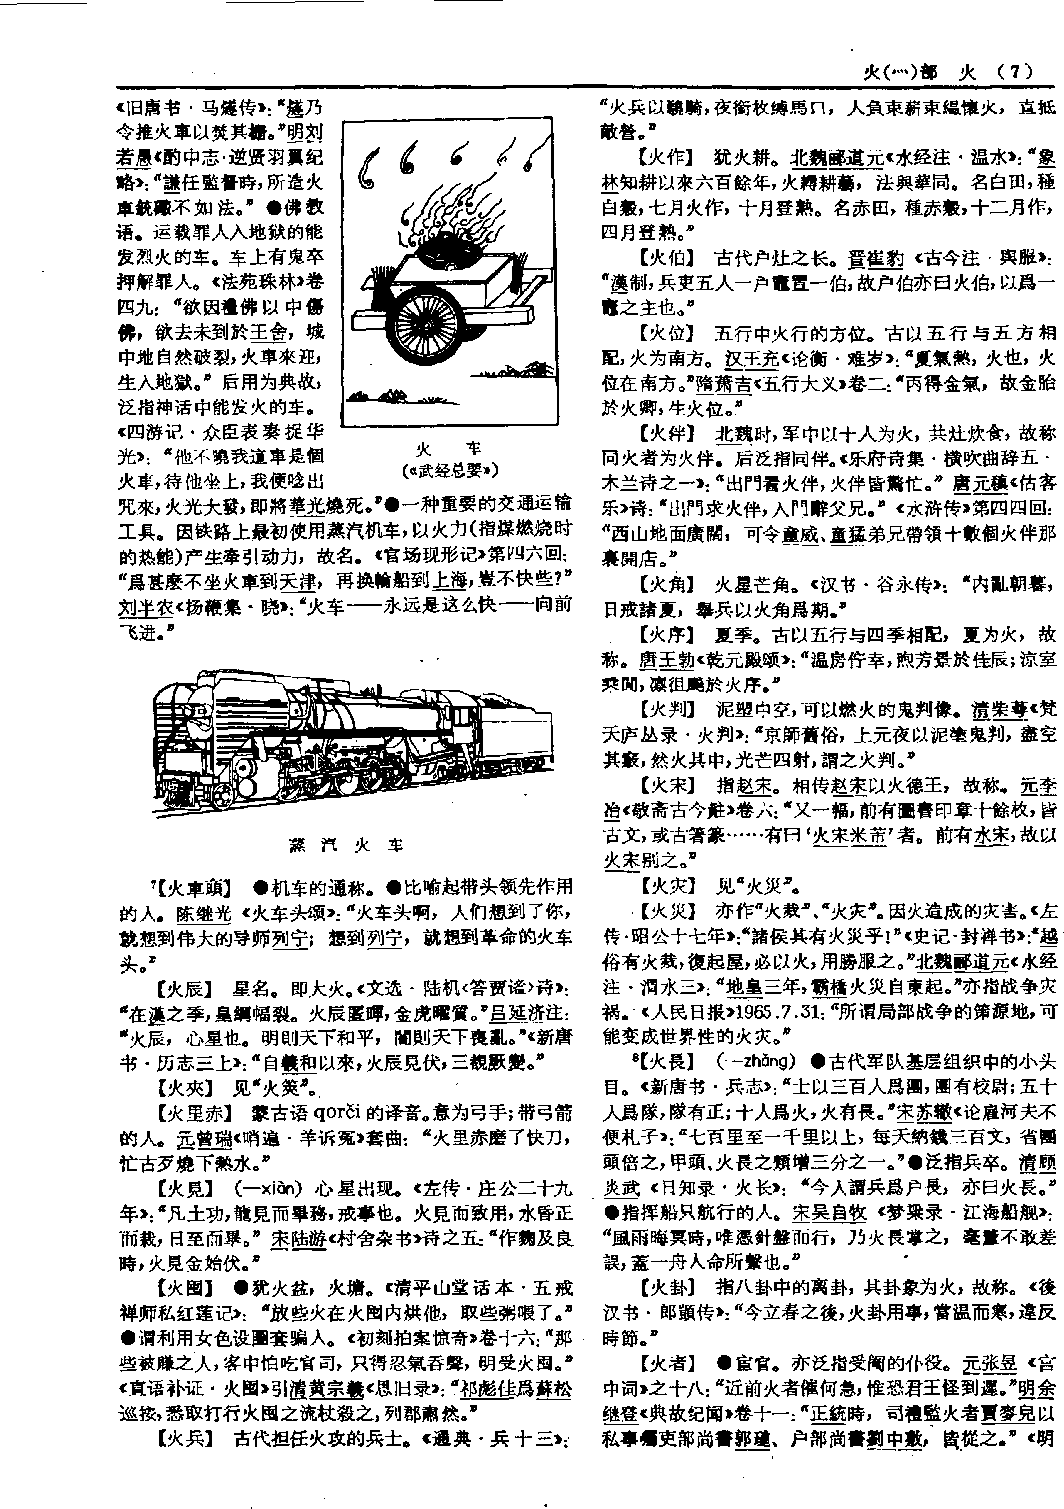 火(灬)部　火　(7)
《旧唐书·马燧传》：“燧乃
令推火車以焚其栅。”明刘
若愚《酌中志·逆贤羽翼纪
略》：“謙任監督時，所造火
車銃礮不如法。”●佛教
语。运载罪人入地狱的能
发烈火的车。车上有鬼卒
押解罪人。《法苑珠林》卷
四九：“欲因禮佛以中傷
佛，欲去未到於王舍，城
中地自然破裂，火車來迎，
生入地獄。”后用为典故，
泛指神话中能发火的车。
《四游记·众臣表奏捉华
光》：“他不曉我這車是個
火車，待他坐上，我便唸出
咒來，火光大發，即將華光燒死。”●一种重要的交通运输
工具。因铁路上最初使用蒸汽机车，以火力(指煤燃烧时
的热能)产生牵引动力，故名。《官场现形记》第四六回：
“爲甚麽不坐火車到天津，再换輪船到上海，豈不快些？”
刘半农《扬鞭集·晓》：“火车——永远是这么快——向前
飞进。”
火　车
(《武经总要》)
蒸汽火车
⁷【火車頭】　●机车的通称。●比喻起带头领先作用
的人。陈继光《火车头颂》：“火车头啊，人们想到了你，
就想到伟大的导师列宁；想到列宁，就想到革命的火车
头。”
【火辰】　星名。即大火。《文选·陆机〈答贾谧〉诗》：
“在漢之季，皇綱幅裂。火辰匿暉，金虎曜質。”吕延济注：
“火辰，心星也。明則天下和平，闇則天下喪亂。”《新唐
书·历志三上》：“自羲和以來，火辰見伏，三覩厥變。”
【火夾】　见“火筴”。
【火里赤】　蒙古语 qorči 的译音。意为弓手；带弓箭
的人。元曾瑞《哨遍·羊诉冤》套曲：“火里赤磨了快刀，
忙古歹燒下熱水。”
【火見】　(—xiàn)　心星出现。《左传·庄公二十九
年》：“凡土功，龍見而畢務，戒事也。火見而致用，水昏正
而栽，日至而畢。”宋陆游《村舍杂书》诗之五：“作麴及良
時，火見金始伏。”
【火囤】　●犹火盆，火塘。《清平山堂话本·五戒
禅师私红莲记》：“放些火在火囤内烘他，取些粥喂了。”
●谓利用女色设圈套骗人。《初刻拍案惊奇》卷十六：“那
些被賺之人，客中怕吃官司，只得忍氣吞聲，明受火囤。”
《直语补证·火囤》引清黄宗羲《思旧录》：“祁彪佳爲蘇松
巡按，悉取打行火囤之流杖殺之，列郡肅然。”
【火兵】　古代担任火攻的兵士。《通典·兵十三》：
“火兵以驍騎，夜銜枚縛馬口，人負束薪束緼懷火，直抵
敵營。”
【火作】　犹火耕。北魏郦道元《水经注·温水》：“象
林知耕以來六百餘年，火耨耕藝，法與華同。名白田，種
白穀，七月火作，十月登熟。名赤田，種赤穀，十二月作，
四月登熟。”
【火伯】　古代户灶之长。晋崔豹《古今注·舆服》：
“漢制，兵吏五人一户竈置一伯，故户伯亦曰火伯，以爲一
竈之主也。”
【火位】　五行中火行的方位。古以五行与五方相
配，火为南方。汉王充《论衡·难岁》：“夏氣熱，火也，火
位在南方。”隋萧吉《五行大义》卷二：“丙得金氣，故金胎
於火卿，生火位。”
【火伴】　北魏时，军中以十人为火，共灶炊食，故称
同火者为火伴。后泛指同伴。《乐府诗集·横吹曲辞五·
木兰诗之一》：“出門看火伴，火伴皆驚忙。”唐元稹《估客
乐》诗：“出門求火伴，入門辭父兄。”《水浒传》第四四回：
“西山地面廣闊，可令童威、童猛弟兄帶領十數個火伴那
裏開店。”
【火角】　火星芒角。《汉书·谷永传》：“内亂朝暮，
日戒諸夏，舉兵以火角爲期。”
【火序】　夏季。古以五行与四季相配，夏为火，故
称。唐王勃《乾元殿颂》：“温房佇幸，煦芳景於佳辰；涼室
乘閒，凛徂飈於火序。”
【火判】　泥塑中空，可以燃火的鬼判像。清柴萼《梵
天庐丛录·火判》：“京師舊俗，上元夜以泥塗鬼判，盡空
其竅，然火其中，光芒四射，謂之火判。”
【火宋】　指赵宋。相传赵宋以火德王，故称。元李
冶《敬斋古今黈》卷六：“又一幅，前有圖書印章十餘枚，皆
古文，或古箸篆……有曰‘火宋米芾’者。前有水宋，故以
火宋别之。”
【火灾】　见“火災”。
【火災】　亦作“火烖”、“火灾”。因火造成的灾害。《左
传·昭公十七年》：“諸侯其有火災乎！”《史记·封禅书》：“越
俗有火烖，復起屋，必以火，用勝服之。”北魏郦道元《水经
注·渭水三》：“地皇三年，霸橋火災自東起。”亦指战争灾
祸。《人民日报》1965.7.31：“所谓局部战争的策源地，可
能变成世界性的火灾。”
⁸【火長】　(—zhǎng)　●古代军队基层组织中的小头
目。《新唐书·兵志》：“士以三百人爲團，團有校尉；五十
人爲隊，隊有正；十人爲火，火有長。”宋苏辙《论雇河夫不
便札子》：“七百里至一千里以上，每天納錢三百文，省團
頭倍之，甲頭、火長之類增三分之一。”●泛指兵卒。清顾
炎武《日知录·火长》：“今人謂兵爲户長，亦曰火長。”
●指挥船只航行的人。宋吴自牧《梦粱录·江海船舰》：
“風雨晦冥時，唯憑針盤而行，乃火長掌之，毫釐不敢差
誤，蓋一舟人命所繫也。”
【火卦】　指八卦中的离卦，其卦象为火，故称。《後
汉书·郎顗传》：“今立春之後，火卦用事，當温而寒，違反
時節。”
【火者】　●宦官。亦泛指受阉的仆役。元张昱《宫
中词》之十八：“近前火者催何急，惟恐君王怪到遲。”明余
继登《典故纪闻》卷十一：“正統時，司禮監火者賈麥兒以
私事囑吏部尚書郭璡、户部尚書劉中敷，皆從之。”《明